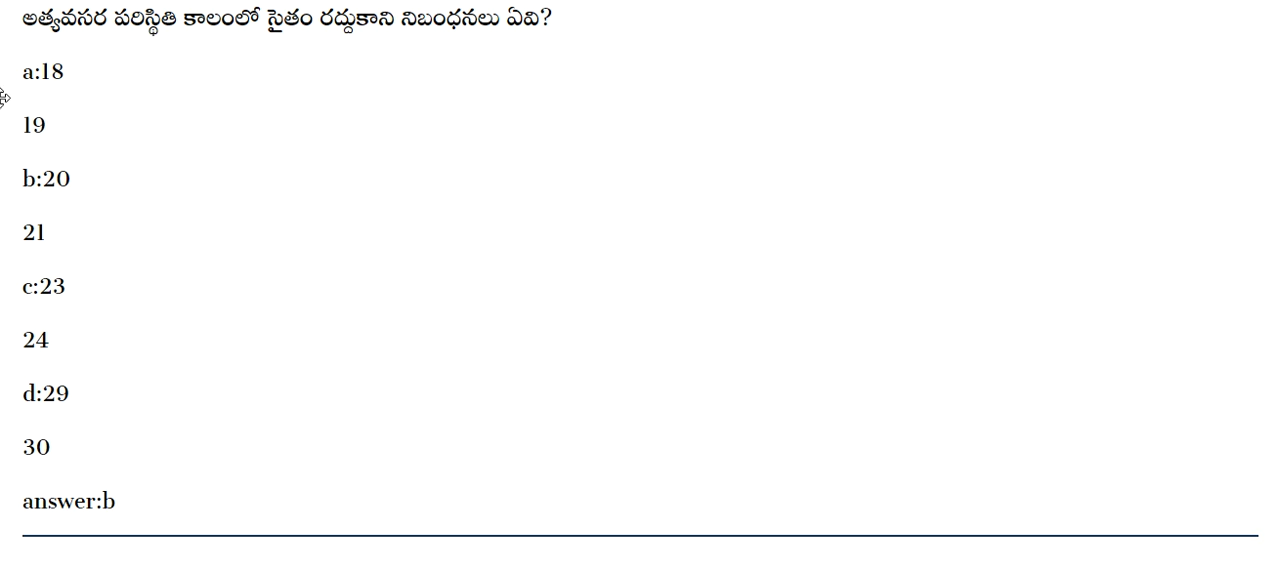 అత్యవసర పరిస్థితి కాలంలో సైతం రద్దుకాని నిబంధనలు ఏవి?
a:18
19
b:20
21
c:23
24
d:29
30
answer:b